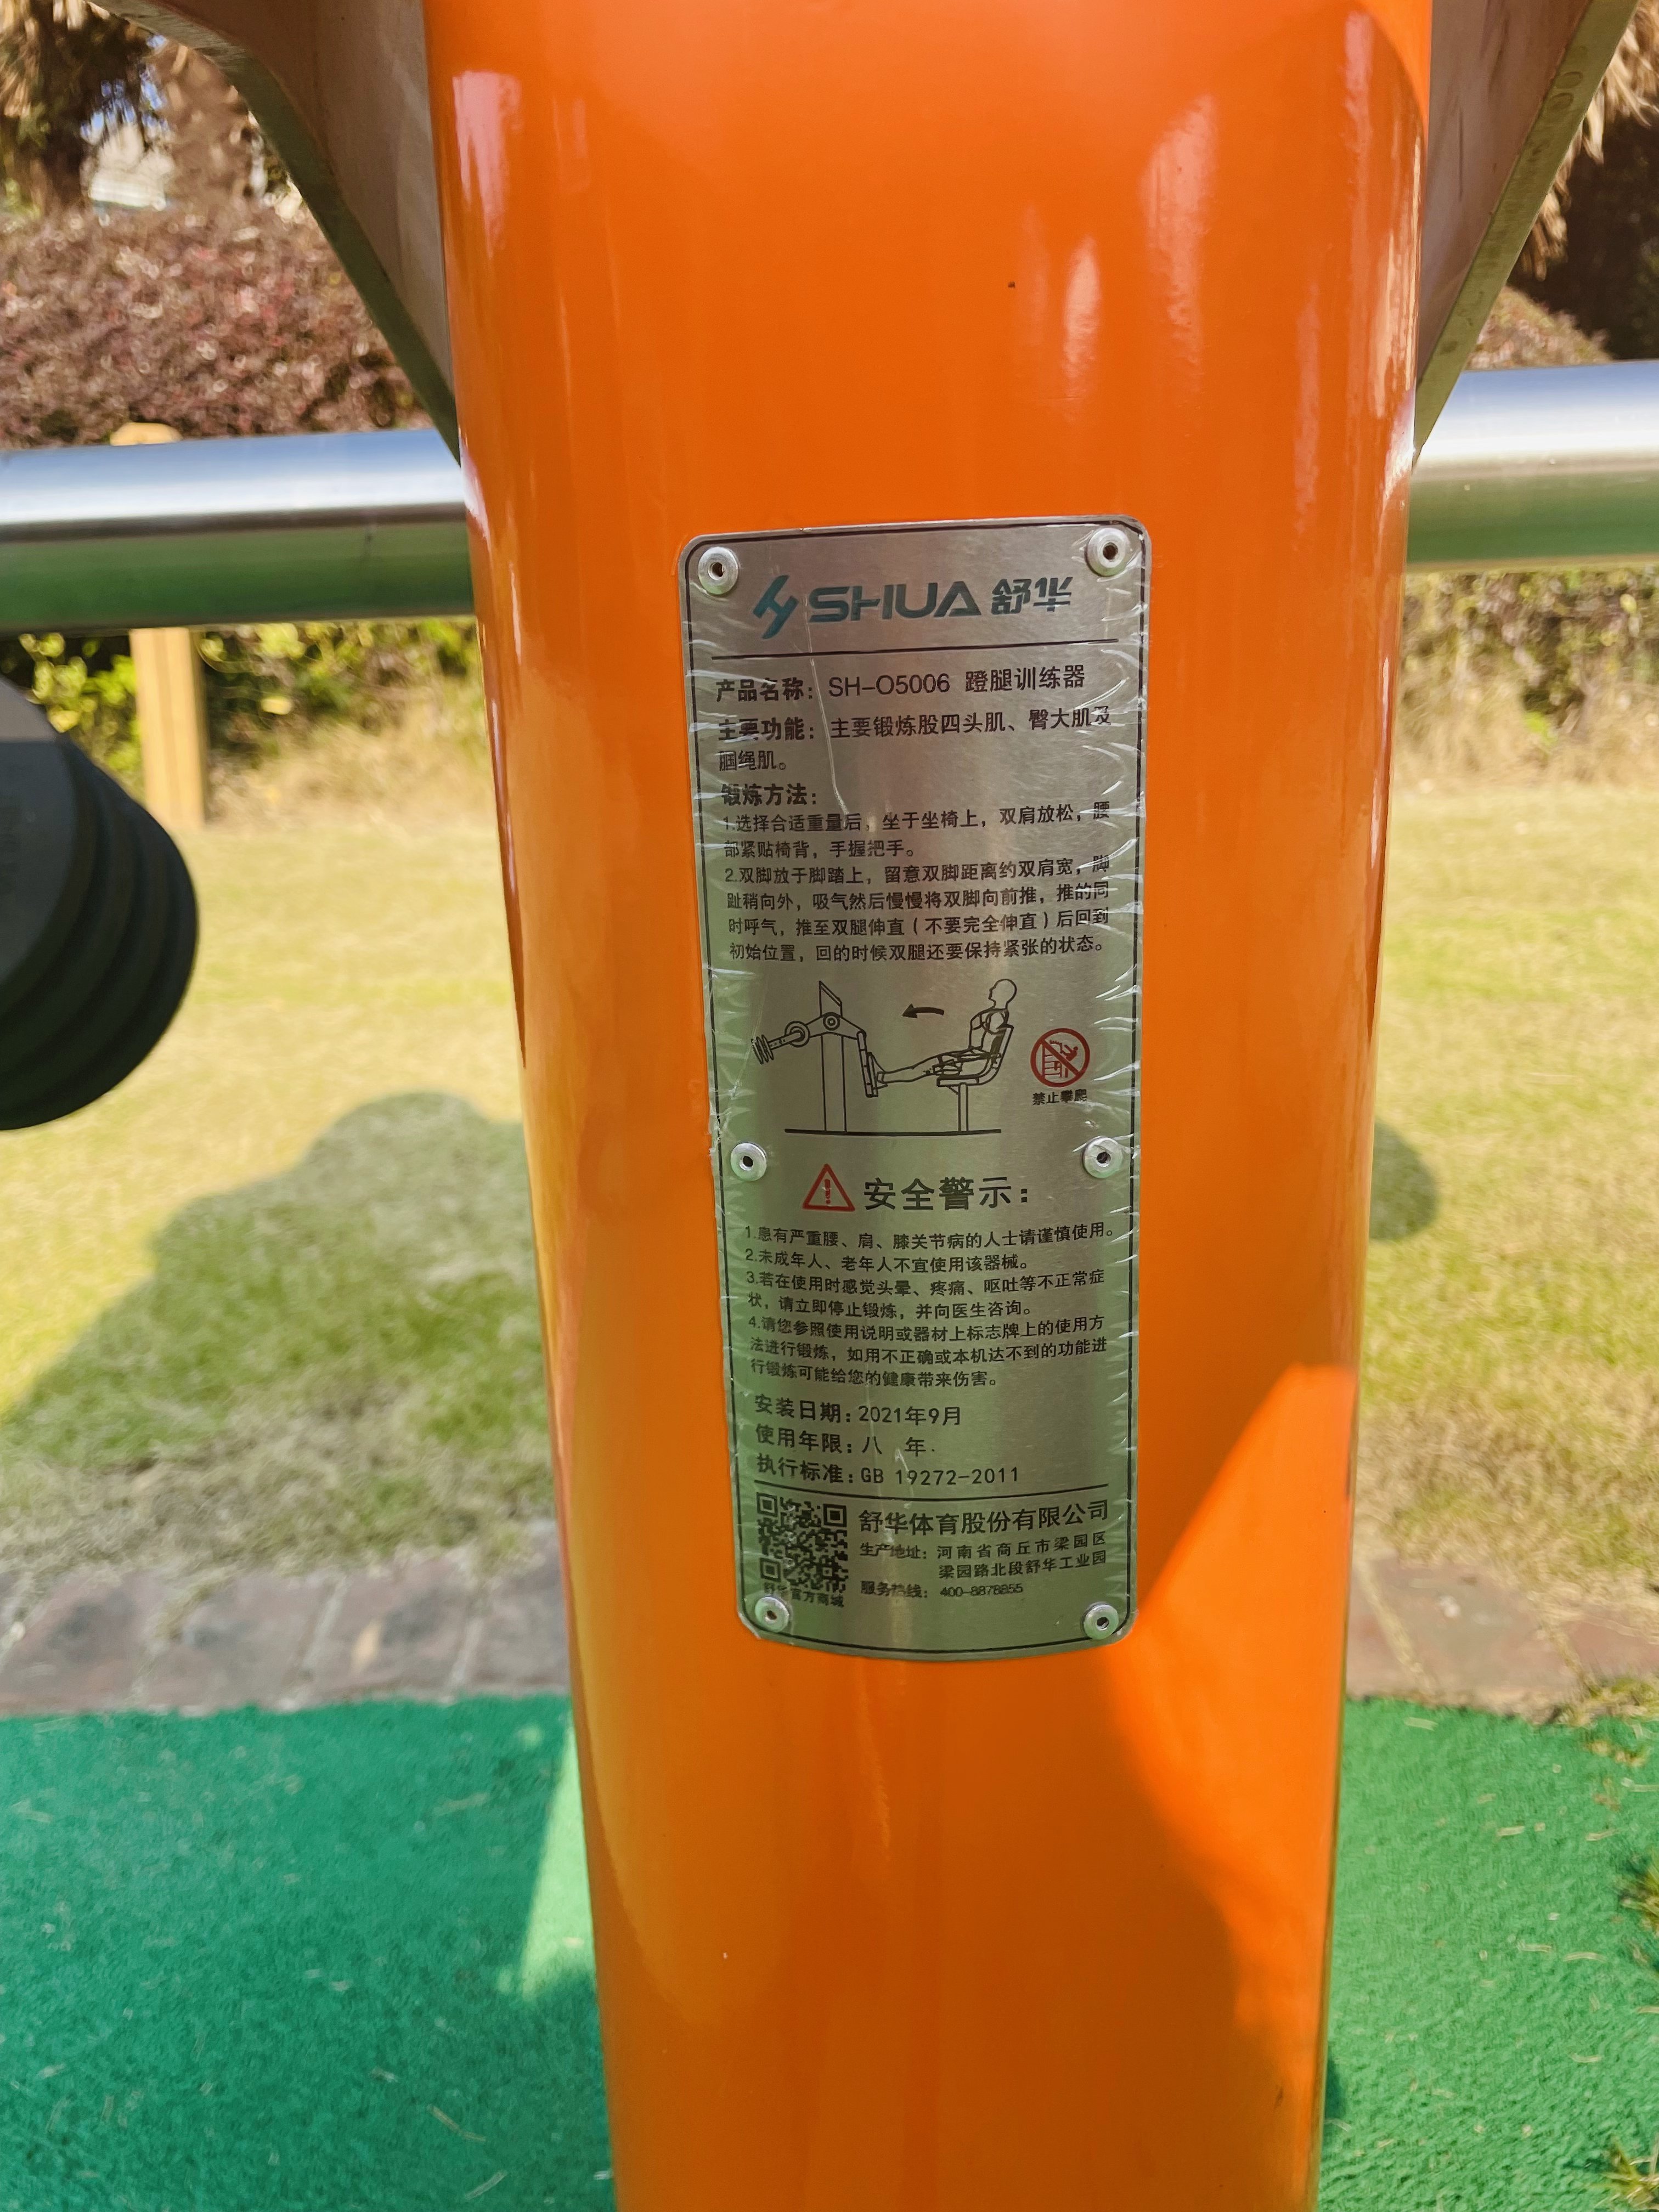 SHUA 舒华
产品名称：SH-O5006 蹬腿训练器
主要功能：主要锻炼股四头肌、臀大肌及
腘绳肌。
锻炼方法：
1.选择合适重量后，坐于坐椅上，双肩放松，腰
部紧贴椅背，手握把手。
2.双脚放于脚踏上，留意双脚距离约双肩宽，脚
趾稍向外，吸气然后慢慢将双脚向前推，推的同
时呼气，推至双腿伸直（不要完全伸直）后回到
初始位置，回的时候双腿还要保持紧张的状态。
禁止攀爬
安全警示：
1.患有严重腰、肩、膝关节病的人士请谨慎使用。
2.未成年人、老年人不宜使用该器械。
3.若在使用时感觉头晕、疼痛、呕吐等不正常症
状，请立即停止锻炼，并向医生咨询。
4.请您参照使用说明或器材上标志牌上的使用方
法进行锻炼，如用不正确或本机达不到的功能进
行锻炼可能给您的健康带来伤害。
安装日期：2021年9月
使用年限：八 年.
执行标准：GB 19272-2011
舒华体育股份有限公司
生产地址：河南省商丘市梁园区
梁园路北段舒华工业园
服务热线：400-8878855
舒华官方商城